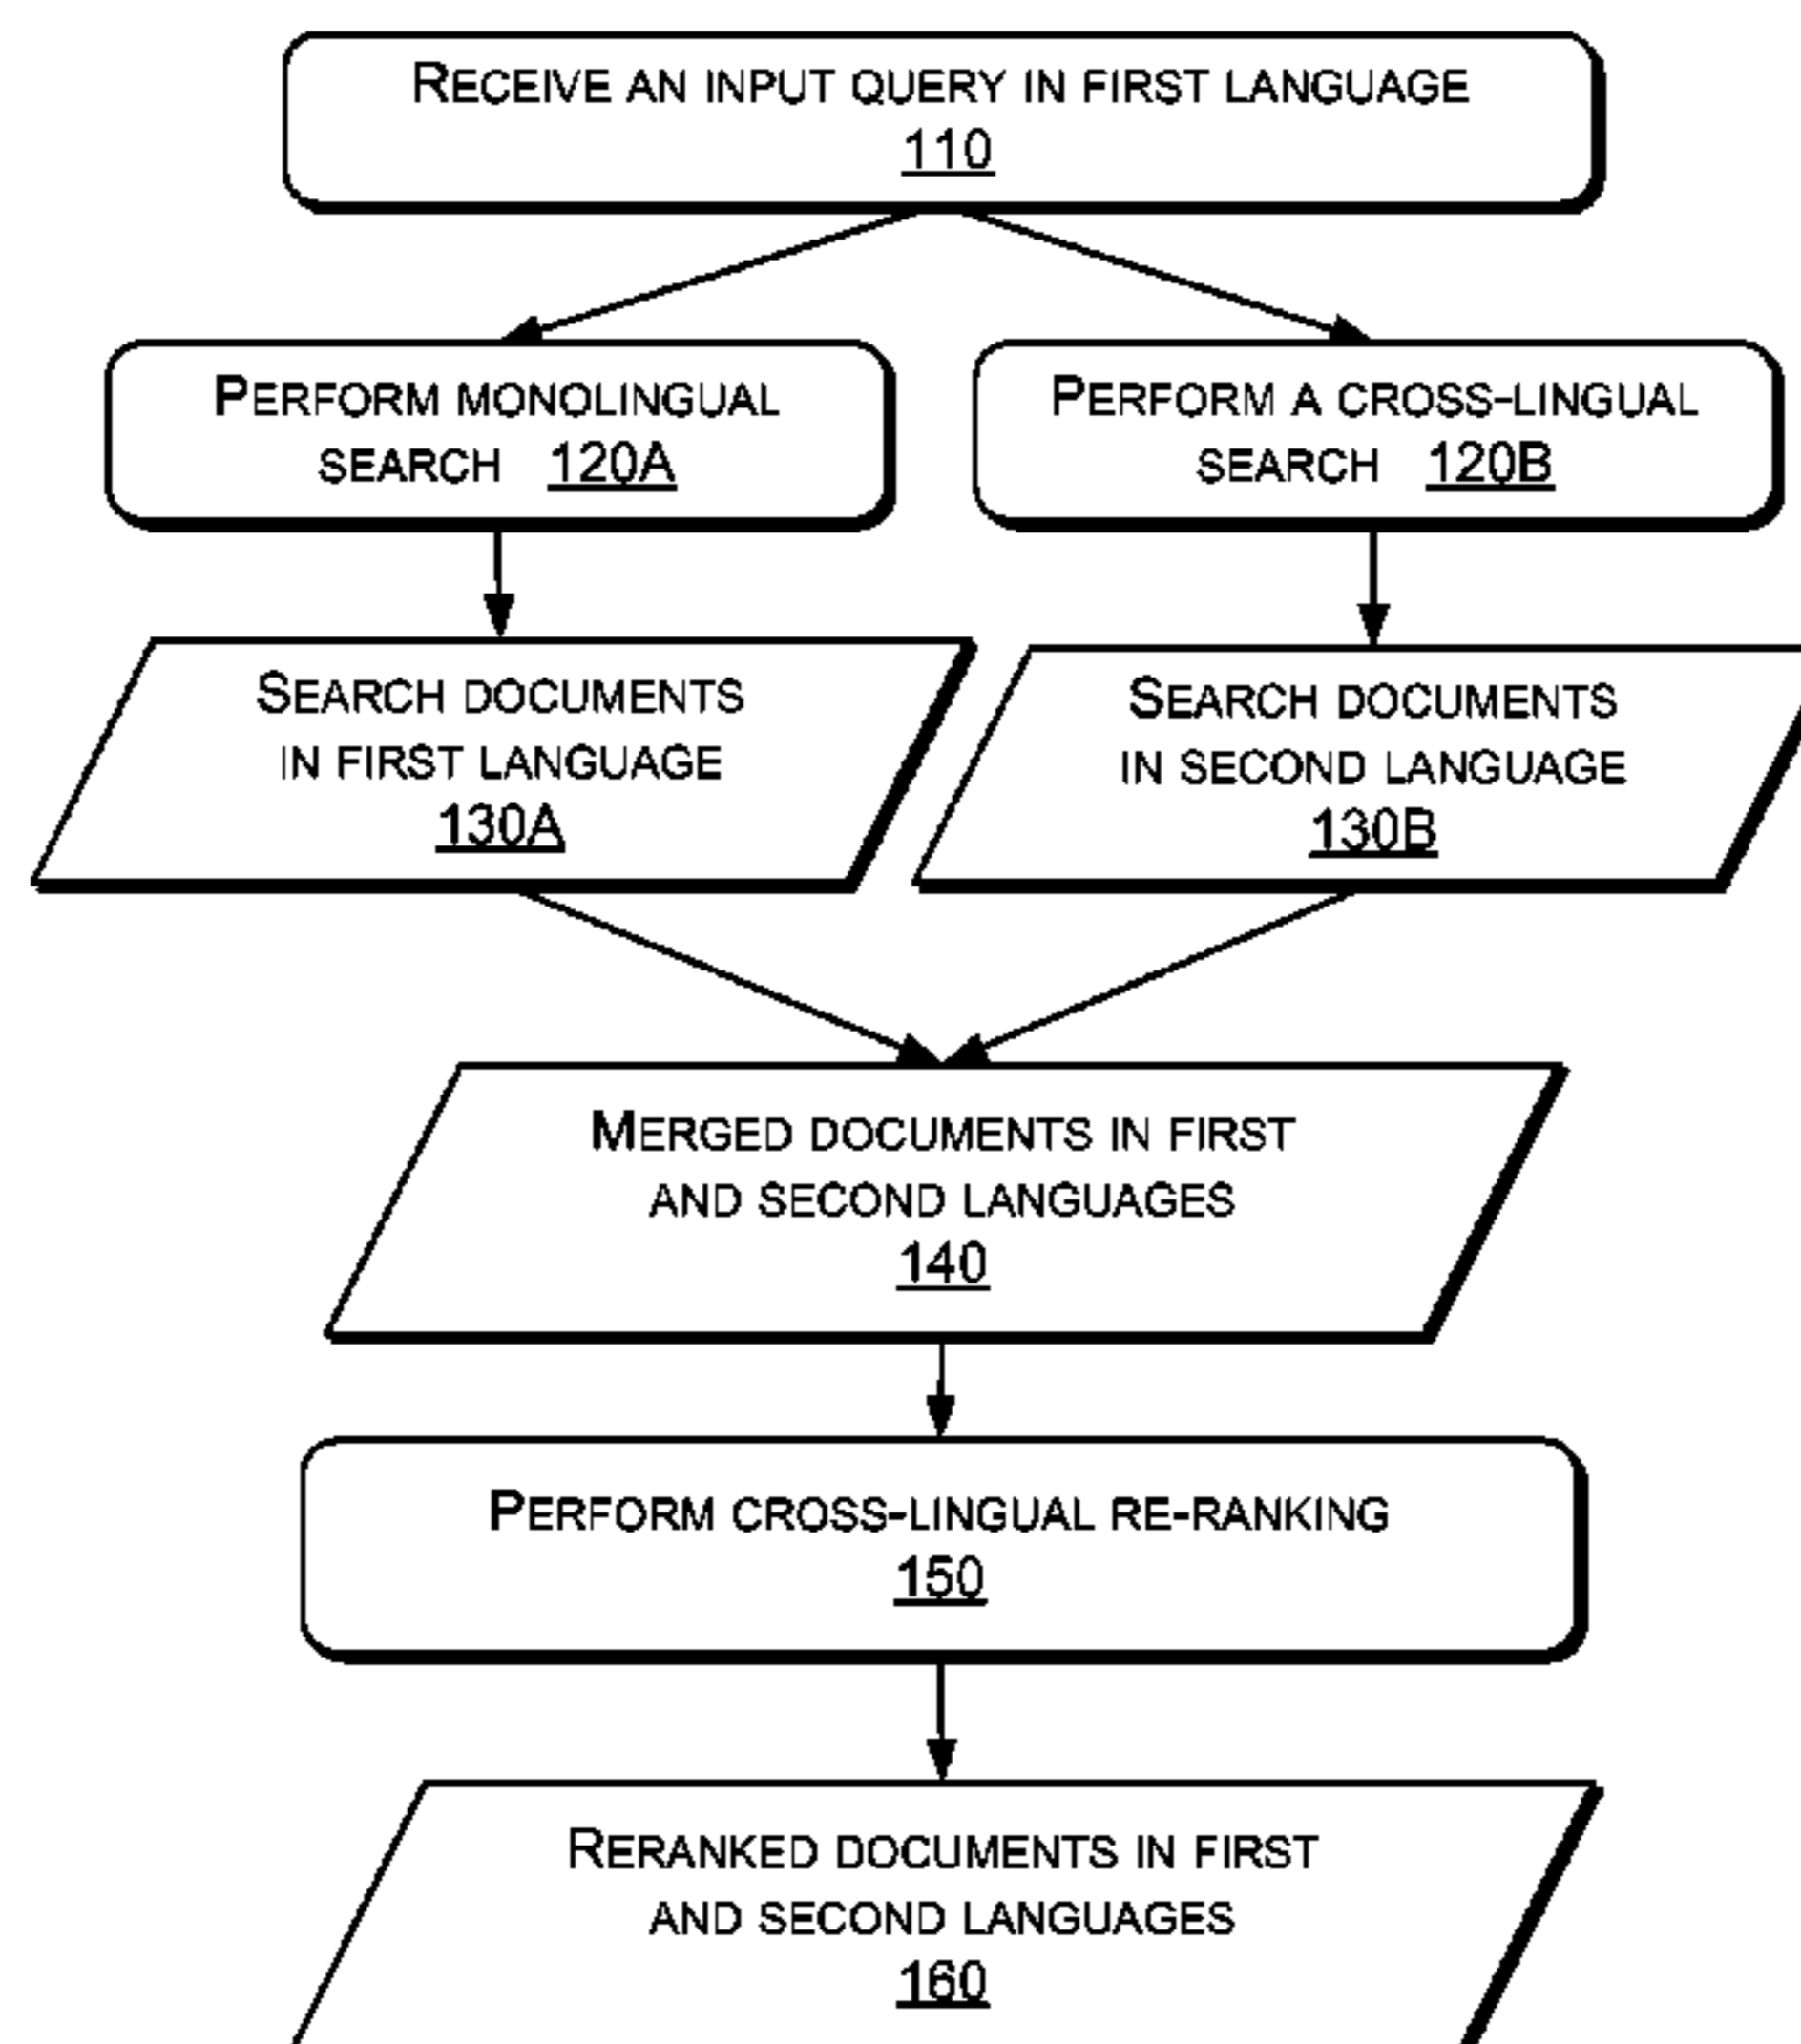 RECEIVE AN INPUT QUERY IN FIRST LANGUAGE
110
PERFORM MONOLINGUAL
SEARCH 120A
PERFORM A CROSS-LINGUAL
SEARCH 120B
SEARCH DOCUMENTS
IN FIRST LANGUAGE
130A
SEARCH DOCUMENTS
IN SECOND LANGUAGE
130B
MERGED DOCUMENTS IN FIRST
AND SECOND LANGUAGES
140
PERFORM CROSS-LINGUAL RE-RANKING
150
RERANKED DOCUMENTS IN FIRST
AND SECOND LANGUAGES
160